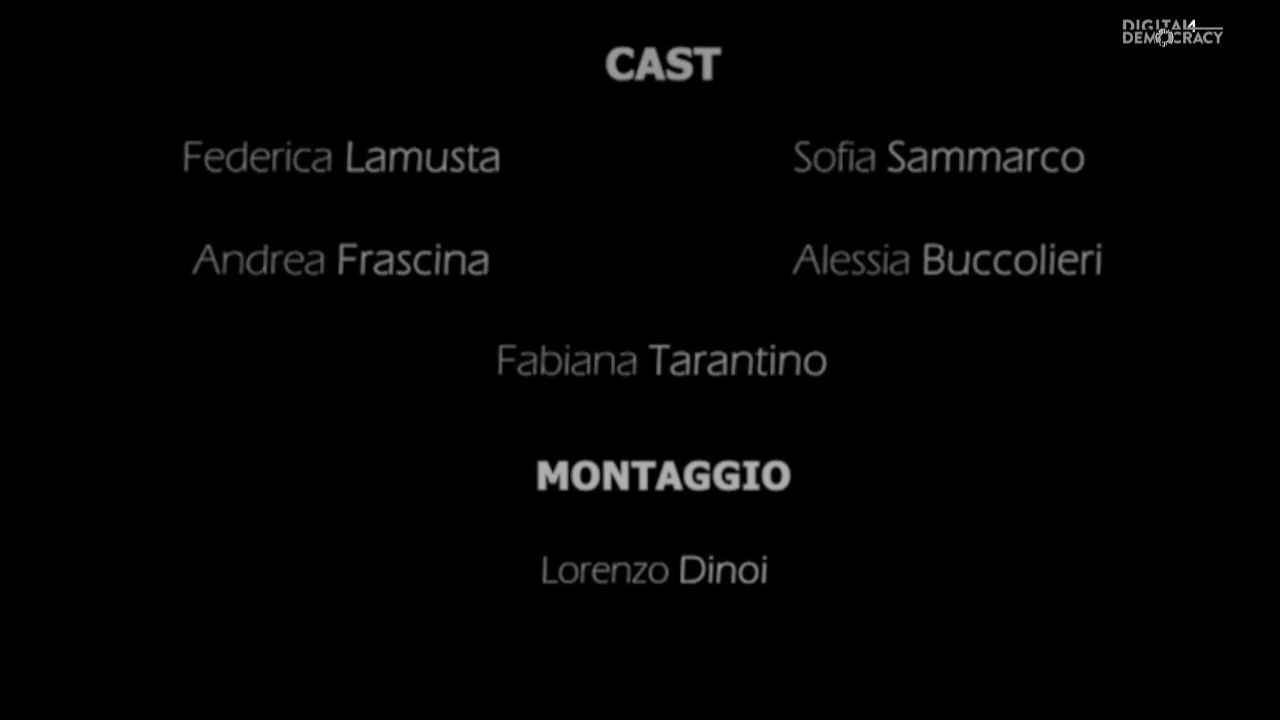 DIGITAL4
DEMOCRACY
CAST
Federica Lamusta
Sofia Sammarco
Andrea Frascina
Alessia Buccolieri
Fabiana Tarantino
MONTAGGIO
Lorenzo Dinoi